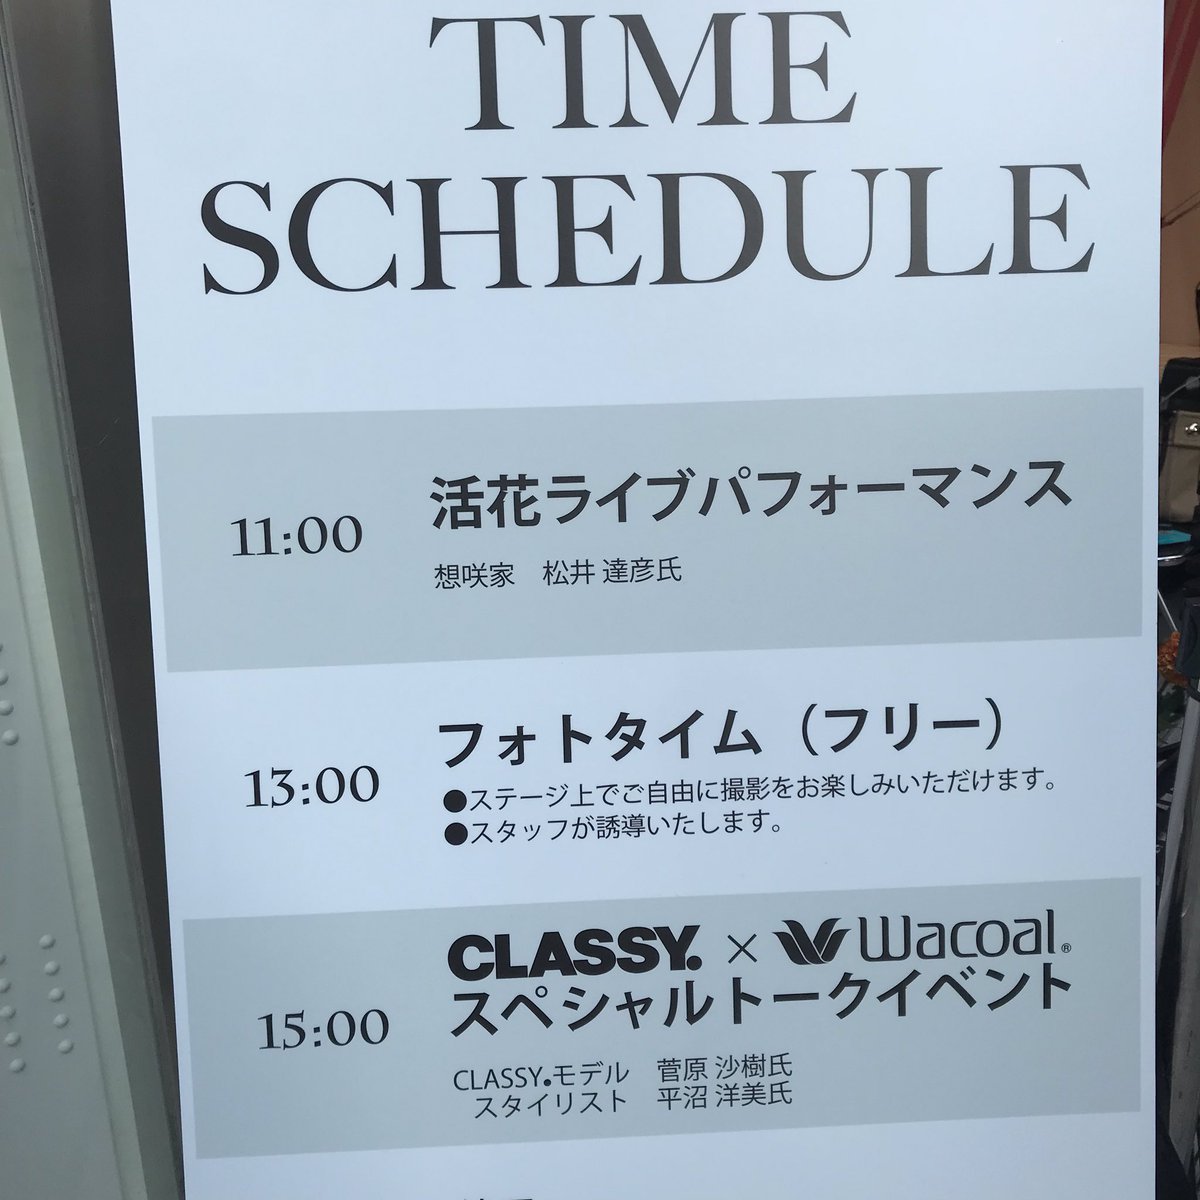 TIME
SCHEDULE
11:00
活花ライブパフォーマンス
想咲家　松井 達彦氏
13:00
フォトタイム（フリー）
●ステージ上でご自由に撮影をお楽しみいただけます。
●スタッフが誘導いたします。
15:00
CLASSY. × Wacoal®
スペシャルトークイベント
CLASSY.モデル　菅原 沙樹氏
スタイリスト　平沼 洋美氏